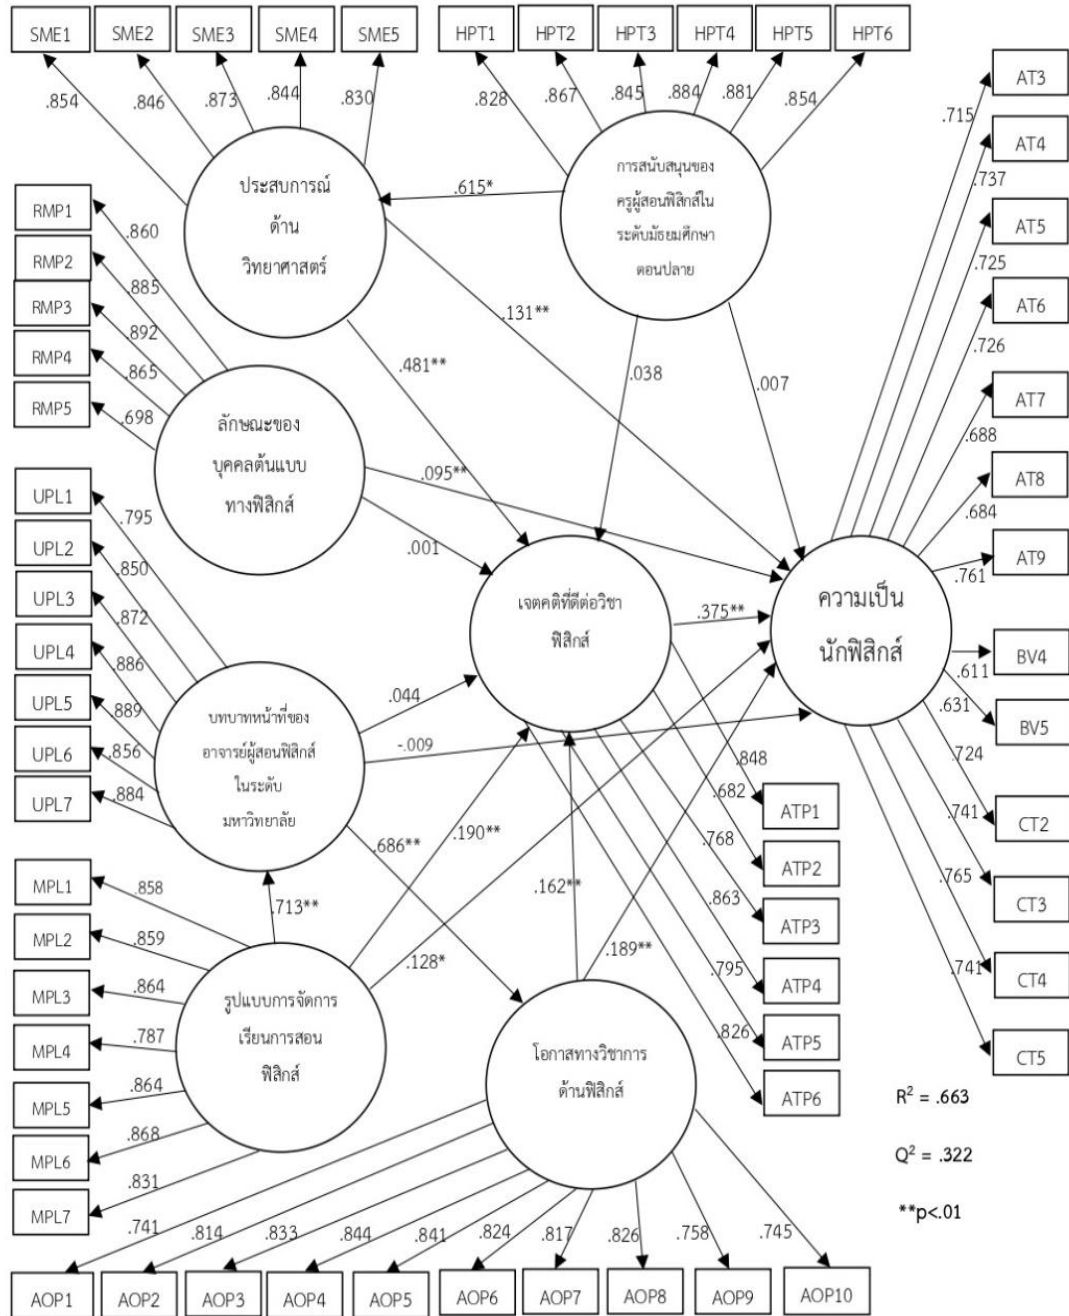 SME1
SME2
SME3
SME4
SME5
HPT1
HPT2
HPT3
HPT4
HPT5
HPT6
.854
.846
.873
.844
.830
.828
.867
.845
.884
.881
.854
ประสบการณ์
ด้าน
วิทยาศาสตร์
.615*
การสนับสนุนของ
ครูผู้สอนฟิสิกส์ใน
ระดับมัธยมศึกษา
ตอนปลาย
RMP1
RMP2
RMP3
RMP4
RMP5
.860
.885
.892
.865
.698
ลักษณะของ
บุคคลต้นแบบ
ทางฟิสิกส์
.131**
.481**
.038
.007
.095**
.001
AT3
AT4
AT5
AT6
AT7
AT8
AT9
.715
.737
.725
.726
.688
.684
.761
UPL1
UPL2
UPL3
UPL4
UPL5
UPL6
UPL7
.795
.850
.872
.886
.889
.856
.884
บทบาทหน้าที่ของ
อาจารย์ผู้สอนฟิสิกส์
ในระดับ
มหาวิทยาลัย
เจตคติที่ดีต่อวิชา
ฟิสิกส์
.375**
ความเป็น
นักฟิสิกส์
.044
-.009
BV4
BV5
.611
.631
CT2
CT3
CT4
CT5
.724
.741
.765
.741
.848
.682
.768
.863
.795
.826
ATP1
ATP2
ATP3
ATP4
ATP5
ATP6
.686**
.190**
.162**
.713**
.128*
.189**
MPL1
MPL2
MPL3
MPL4
MPL5
MPL6
MPL7
.858
.859
.864
.787
.864
.868
.831
รูปแบบการจัดการ
เรียนการสอน
ฟิสิกส์
โอกาสทางวิชาการ
ด้านฟิสิกส์
R² = .663
Q² = .322
**p<.01
.741
.814
.833
.844
.841
.824
.817
.826
.758
.745
AOP1
AOP2
AOP3
AOP4
AOP5
AOP6
AOP7
AOP8
AOP9
AOP10